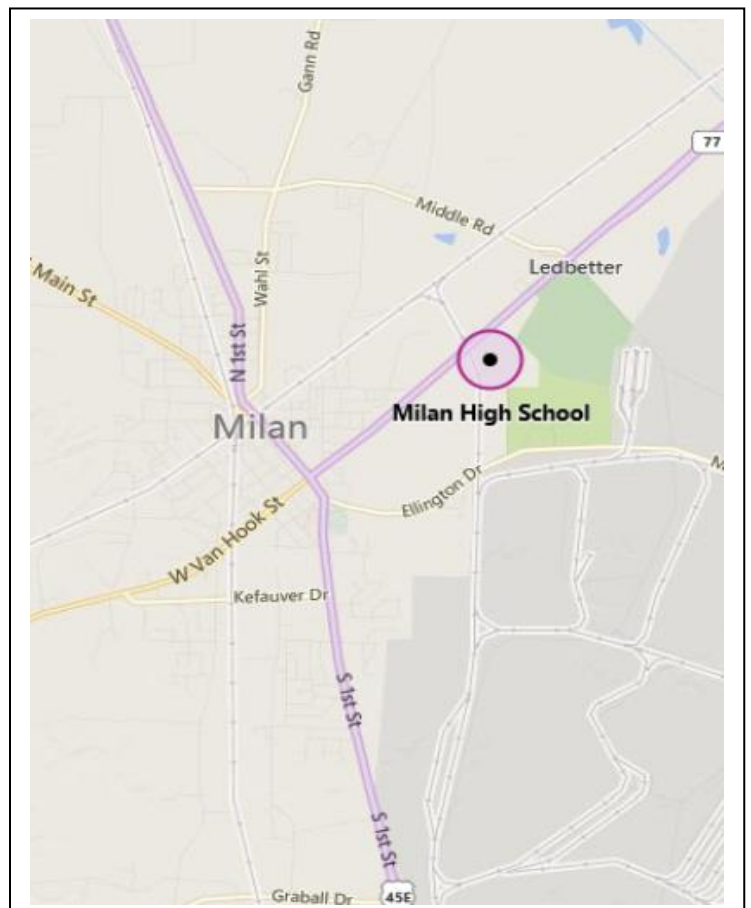 Gann Rd
77
Middle Rd
Ledbetter
Main St
Wahl St
N 1st St
Milan High School
Milan
Ellington Dr
W Van Hook St
Kefauver Dr
S 1st St
S 1st St
Graball Dr
45E